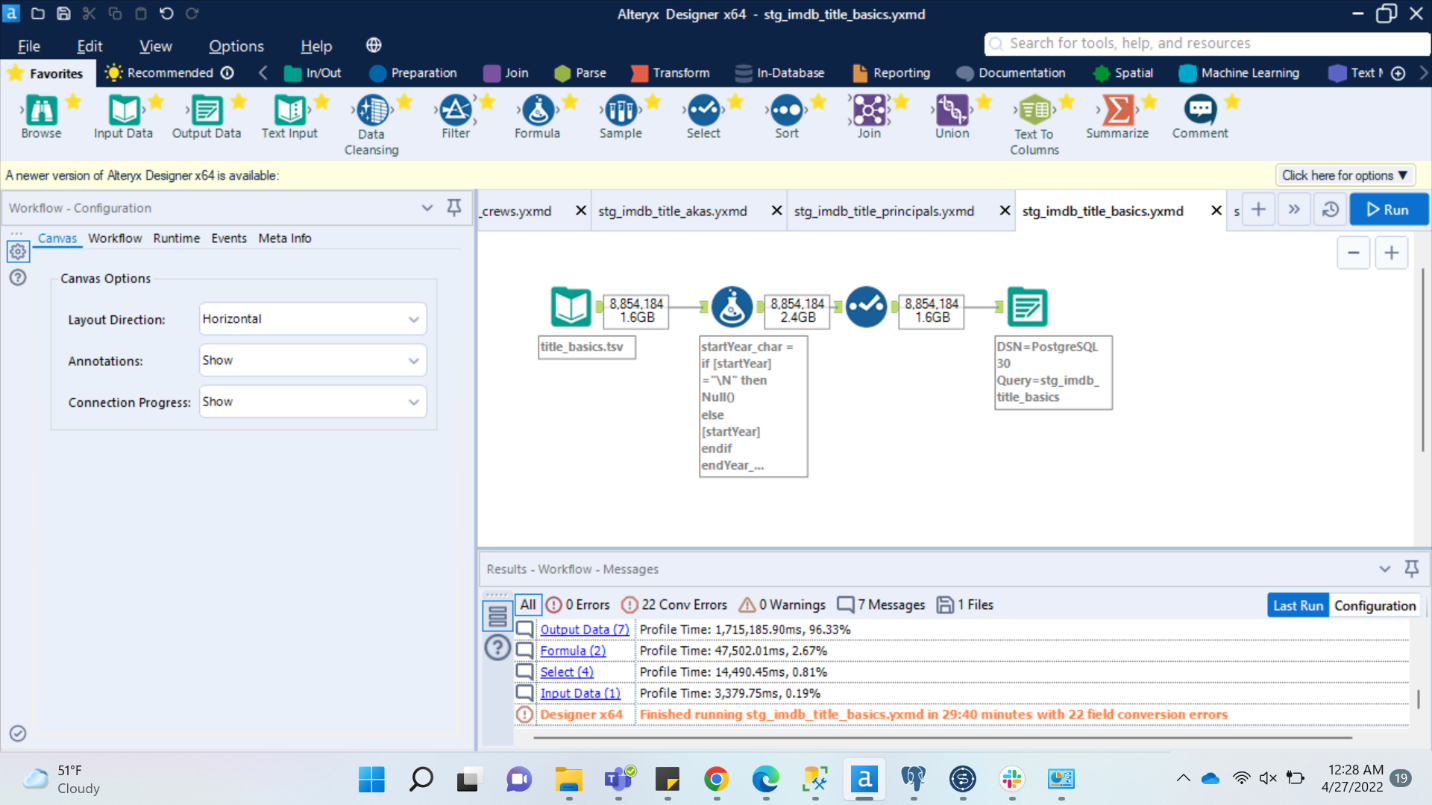 Alteryx Designer x64 - stg_imdb_title_basics.yxmd
File Edit View Options Help
Search for tools, help, and resources
Favorites Recommended In/Out Preparation Join Parse Transform In-Database Reporting Documentation Spatial Machine Learning Text
Browse Input Data Output Data Text Input Data Cleansing Filter Formula Sample Select Sort Join Union Text To Columns Summarize Comment
A newer version of Alteryx Designer x64 is available: Click here for options ▼
Workflow - Configuration
_crews.yxmd stg_imdb_title_akas.yxmd stg_imdb_title_principals.yxmd stg_imdb_title_basics.yxmd s Run
Canvas Workflow Runtime Events Meta Info
Canvas Options
Layout Direction: Horizontal
Annotations: Show
Connection Progress: Show
8,854,184
1.6GB
8,854,184
2.4GB
8,854,184
1.6GB
title_basics.tsv
startYear_char =
if [startYear]
="\N" then
Null()
else
[startYear]
endif
endYear_...
DSN=PostgreSQL
30
Query=stg_imdb_
title_basics
Results - Workflow - Messages
All 0 Errors 22 Conv Errors 0 Warnings 7 Messages 1 Files Last Run Configuration
Output Data (7) Profile Time: 1,715,185.90ms, 96.33%
Formula (2) Profile Time: 47,502.01ms, 2.67%
Select (4) Profile Time: 14,490.45ms, 0.81%
Input Data (1) Profile Time: 3,379.75ms, 0.19%
Designer x64 Finished running stg_imdb_title_basics.yxmd in 29:40 minutes with 22 field conversion errors
51°F
Cloudy
12:28 AM
4/27/2022
19